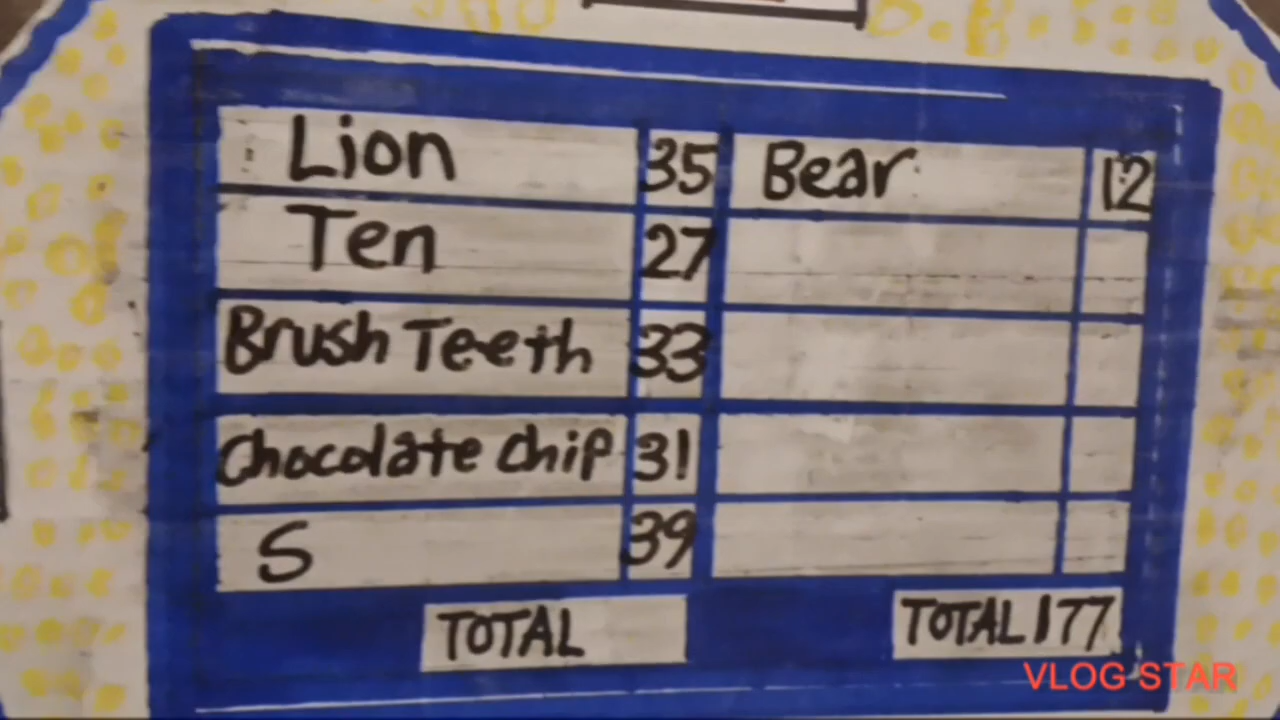 Lion 35 Bear 12
Ten 27
Brush Teeth 33
Chocolate Chip 31
S 39
TOTAL TOTAL 177
VLOG STAR